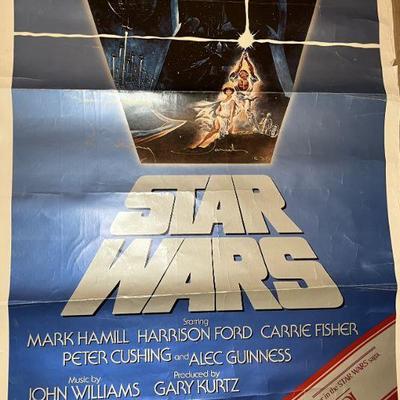 STAR
WARS
Starring
MARK HAMILL HARRISON FORD CARRIE FISHER
PETER CUSHING and ALEC GUINNESS
Music by Produced by
JOHN WILLIAMS GARY KURTZ
in the STAR WARS saga.